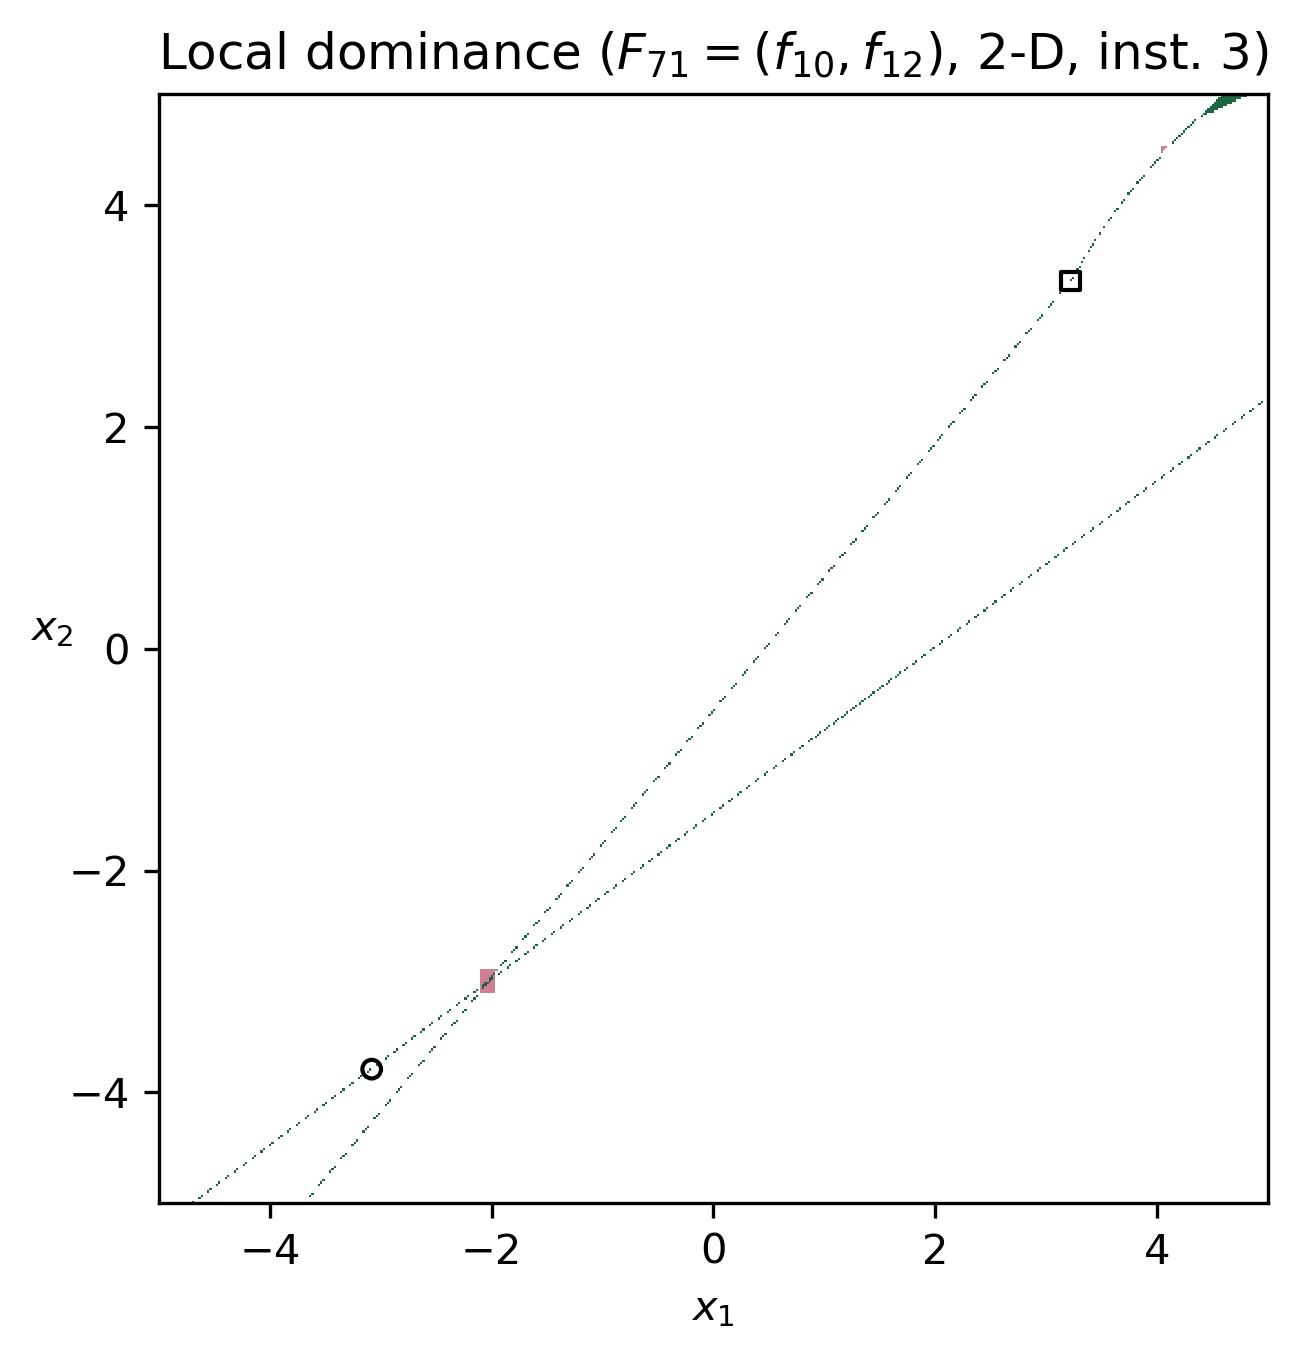 Local dominance (F₇₁ = (f₁₀, f₁₂), 2-D, inst. 3)
4
2
0
−2
−4
x₂
−4 −2 0 2 4
x₁